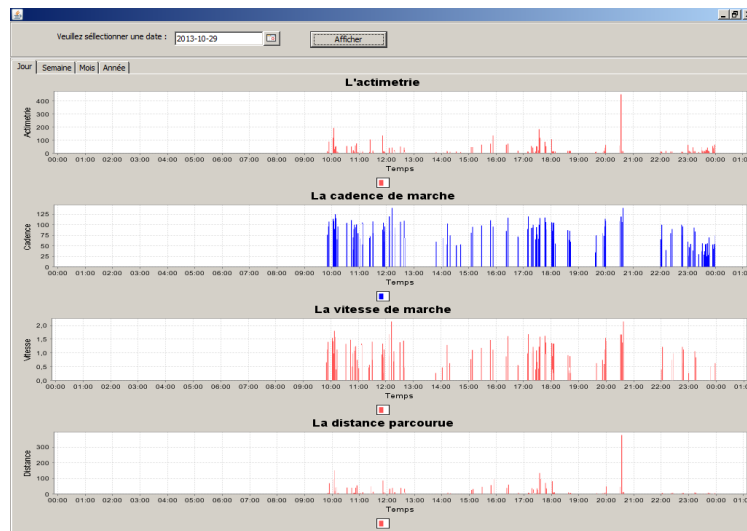 Veuillez sélectionner une date : 2013-10-29 Afficher
Jour Semaine Mois Année
L'actimetrie
Actimetrie
400
300
200
100
0
00:00 01:00 02:00 03:00 04:00 05:00 06:00 07:00 08:00 09:00 10:00 11:00 12:00 13:00 14:00 15:00 16:00 17:00 18:00 19:00 20:00 21:00 22:00 23:00 00:00 01:0
Temps
La cadence de marche
Cadence
125
100
75
50
25
0
00:00 01:00 02:00 03:00 04:00 05:00 06:00 07:00 08:00 09:00 10:00 11:00 12:00 13:00 14:00 15:00 16:00 17:00 18:00 19:00 20:00 21:00 22:00 23:00 00:00 01:0
Temps
La vitesse de marche
Vitesse
2,0
1,5
1,0
0,5
0,0
00:00 01:00 02:00 03:00 04:00 05:00 06:00 07:00 08:00 09:00 10:00 11:00 12:00 13:00 14:00 15:00 16:00 17:00 18:00 19:00 20:00 21:00 22:00 23:00 00:00 01:0
Temps
La distance parcourue
Distance
300
200
100
0
00:00 01:00 02:00 03:00 04:00 05:00 06:00 07:00 08:00 09:00 10:00 11:00 12:00 13:00 14:00 15:00 16:00 17:00 18:00 19:00 20:00 21:00 22:00 23:00 00:00 01:0
Temps